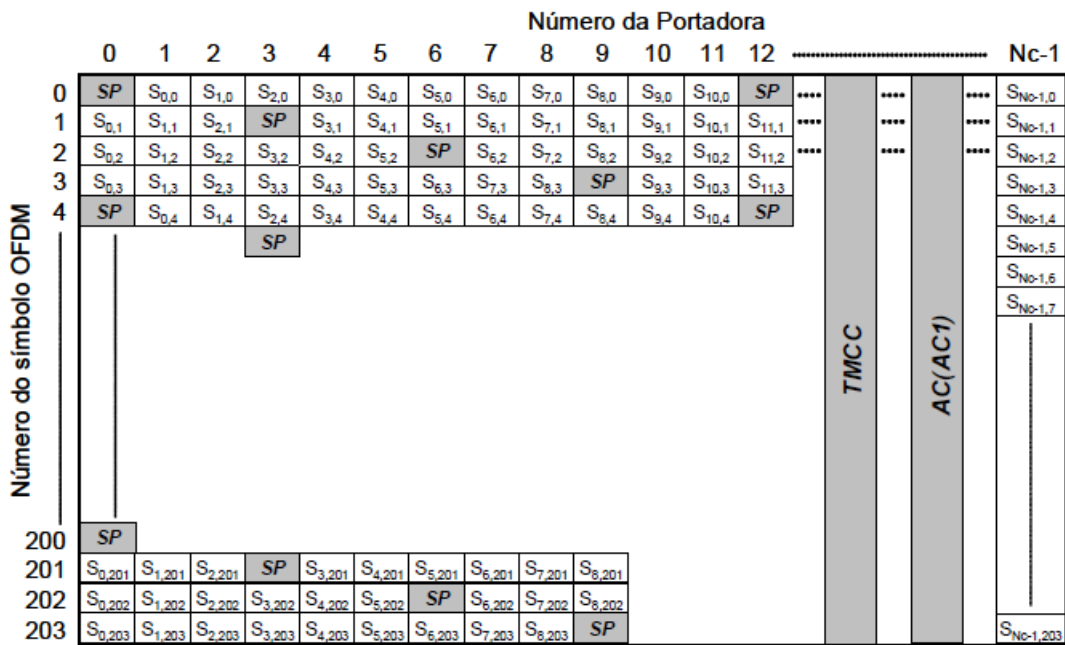 Número da Portadora
0 1 2 3 4 5 6 7 8 9 10 11 12 Nc-1
Número do símbolo OFDM
0 SP S0,0 S1,0 S2,0 S3,0 S4,0 S5,0 S6,0 S7,0 S8,0 S9,0 S10,0 SP SNc-1,0
1 S0,1 S1,1 S2,1 SP S3,1 S4,1 S5,1 S6,1 S7,1 S8,1 S9,1 S10,1 S11,1 SNc-1,1
2 S0,2 S1,2 S2,2 S3,2 S4,2 S5,2 SP S6,2 S7,2 S8,2 S9,2 S10,2 S11,2 SNc-1,2
3 S0,3 S1,3 S2,3 S3,3 S4,3 S5,3 S6,3 S7,3 S8,3 SP S9,3 S10,3 S11,3 SNc-1,3
4 SP S0,4 S1,4 S2,4 S3,4 S4,4 S5,4 S6,4 S7,4 S8,4 S9,4 S10,4 SP SNc-1,4
SP SNc-1,5
SNc-1,6
SNc-1,7
TMCC
AC(AC1)
200 SP
201 S0,201 S1,201 S2,201 SP S3,201 S4,201 S5,201 S6,201 S7,201 S8,201
202 S0,202 S1,202 S2,202 S3,202 S4,202 S5,202 SP S6,202 S7,202 S8,202
203 S0,203 S1,203 S2,203 S3,203 S4,203 S5,203 S6,203 S7,203 S8,203 SP SNc-1,203